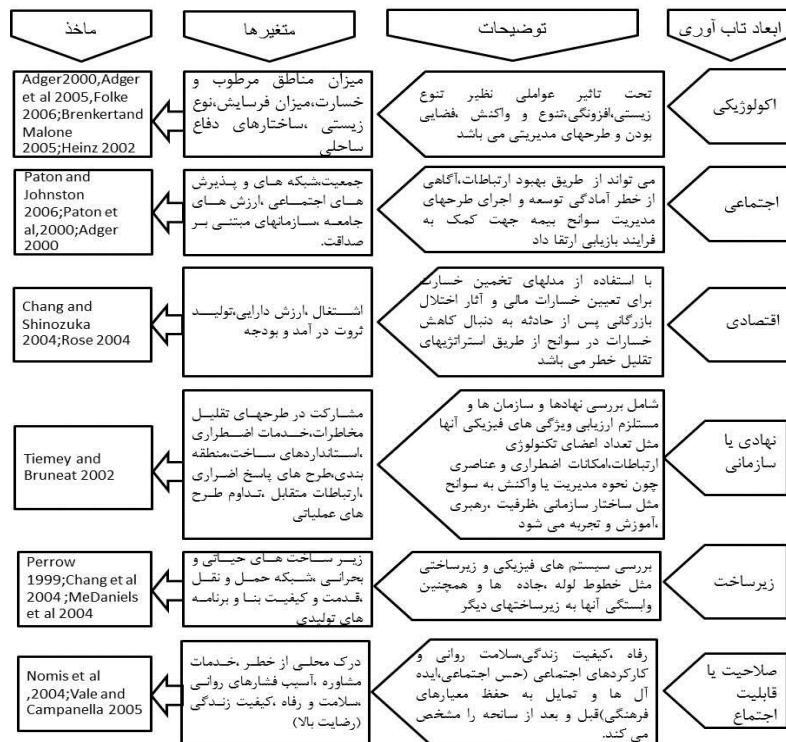 ابعاد تاب آوری
توضیحات
متغیرها
ماخذ
اکولوژیکی
تحت تاثیر عواملی نظیر تنوع
زیستی،افزونگی،تنوع و واکنش ،فضایی
بودن و طرحهای مدیریتی می باشد
میزان مناطق مرطوب و
خسارت،میزان فرسایش،نوع
زیستی ،ساختارهای دفاع
ساحلی
Adger2000,Adger
et al 2005,Folke
2006;Brenkertand
Malone
2005;Heinz 2002
اجتماعی
می تواند از طریق بهبود ارتباطات،آگاهی
از خطر آمادگی توسعه و اجرای طرحهای
مدیریت سوانح بیمه جهت کمک به
فرایند بازیابی ارتقا داد
جمعیت،شبکه های و پذیرش
های اجتماعی ،ارزش های
جامعه ،سازمانهای مبتنی بر
صداقت.
Paton and
Johnston
2006;Paton et
al,2000;Adger
2000
اقتصادی
با استفاده از مدلهای تخمین خسارت
برای تعیین خسارات مالی و آثار اختلال
بازرگانی پس از حادثه به دنبال کاهش
خسارات در سوانح از طریق استراتژیهای
تقلیل خطر می باشد
اشتغال ،ارزش دارایی،تولید
ثروت در آمد و بودجه
Chang and
Shinozuka
2004;Rose 2004
نهادی یا
سازمانی
شامل بررسی نهادها و سازمان ها و
مستلزم ارزیابی ویژگی های فیزیکی آنها
مثل تعداد اعضای تکنولوژی
ارتباطات،امکانات اضطراری و عناصری
چون نحوه مدیریت یا واکنش به سوانح
مثل ساختار سازمانی ،ظرفیت ،رهبری
،آموزش و تجربه می شود
مشارکت در طرحهای تقلیل
مخاطرات،خدمات اضطراری
،استانداردهای ساخت،منطقه
بندی،طرح های پاسخ اضراری
،ارتباطات متقابل ،تداوم طرح
های عملیاتی
Tiemey and
Bruneat 2002
زیرساخت
بررسی سیستم های فیزیکی و زیرساختی
مثل خطوط لوله ،جاده ها و همچنین
وابستگی آنها به زیرساختهای دیگر
زیر ساخت های حیاتی و
بحرانی ،شبکه حمل و نقل
،قدمت و کیفیت بنا و برنامه
های تولیدی
Perrow
1999;Chang et al
2004 ;MeDaniels
et al 2004
صلاحیت یا
قابلیت
اجتماع
رفاه ،کیفیت زندگی،سلامت روانی و
کارکردهای اجتماعی (حس اجتماعی،ایده
آل ها و تمایل به حفظ معیارهای
فرهنگی)قبل و بعد از سانحه را مشخص
می کند.
درک محلی از خطر ،خدمات
مشاوره ،آسیب فشارهای روانی
،سلامت و رفاه ،کیفیت زندگی
(رضایت بالا)
Nomis et al
,2004;Vale and
Campanella 2005